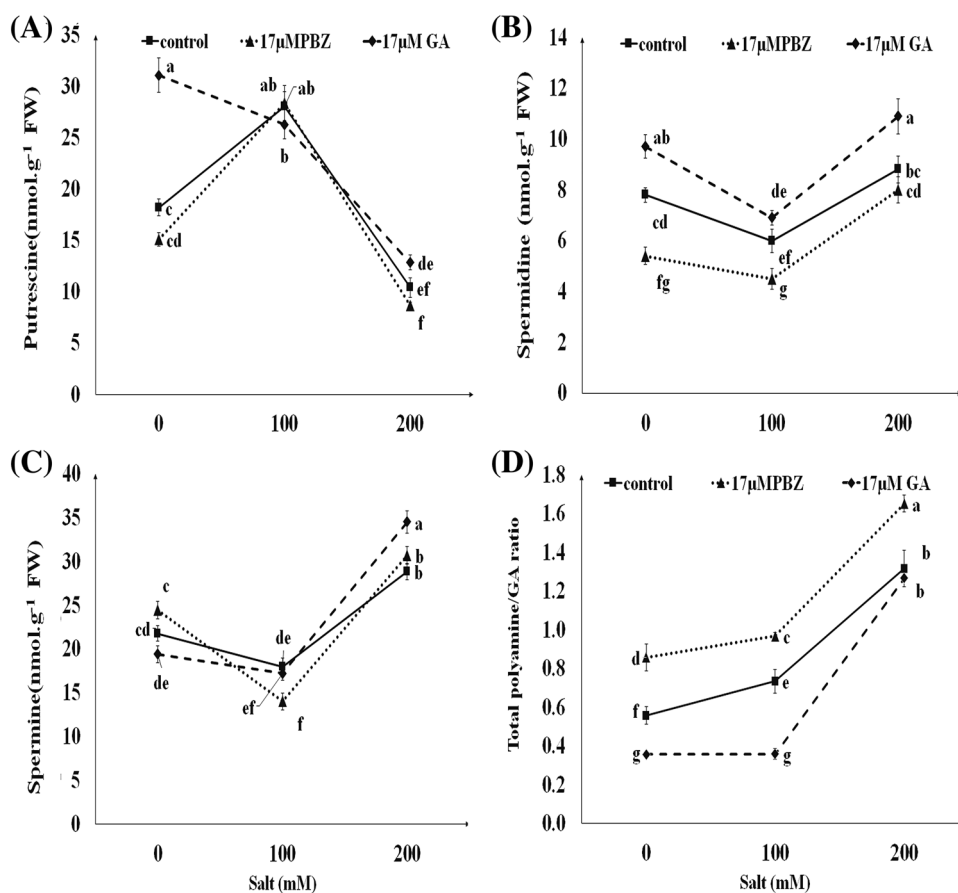 (A)
control 17μMPBZ 17μM GA
Putrescine(nmol.g-1 FW)
35
30
25
20
15
10
5
0
a
ab
ab
b
c
cd
de
ef
f
0 100 200
(B)
control 17μMPBZ 17μM GA
Spermidine (nmol.g-1 FW)
14
12
10
8
6
4
2
0
ab
a
de
bc
cd
cd
ef
fg
g
0 100 200
(C)
Spermine(nmol.g-1 FW)
40
35
30
25
20
15
10
5
0
a
c
b
b
cd
de
de
ef
f
0 100 200
Salt (mM)
(D)
control 17μMPBZ 17μM GA
Total polyamine/GA ratio
1.8
1.6
1.4
1.2
1.0
0.8
0.6
0.4
0.2
0.0
a
b
b
d
c
e
f
g
g
0 100 200
Salt (mM)